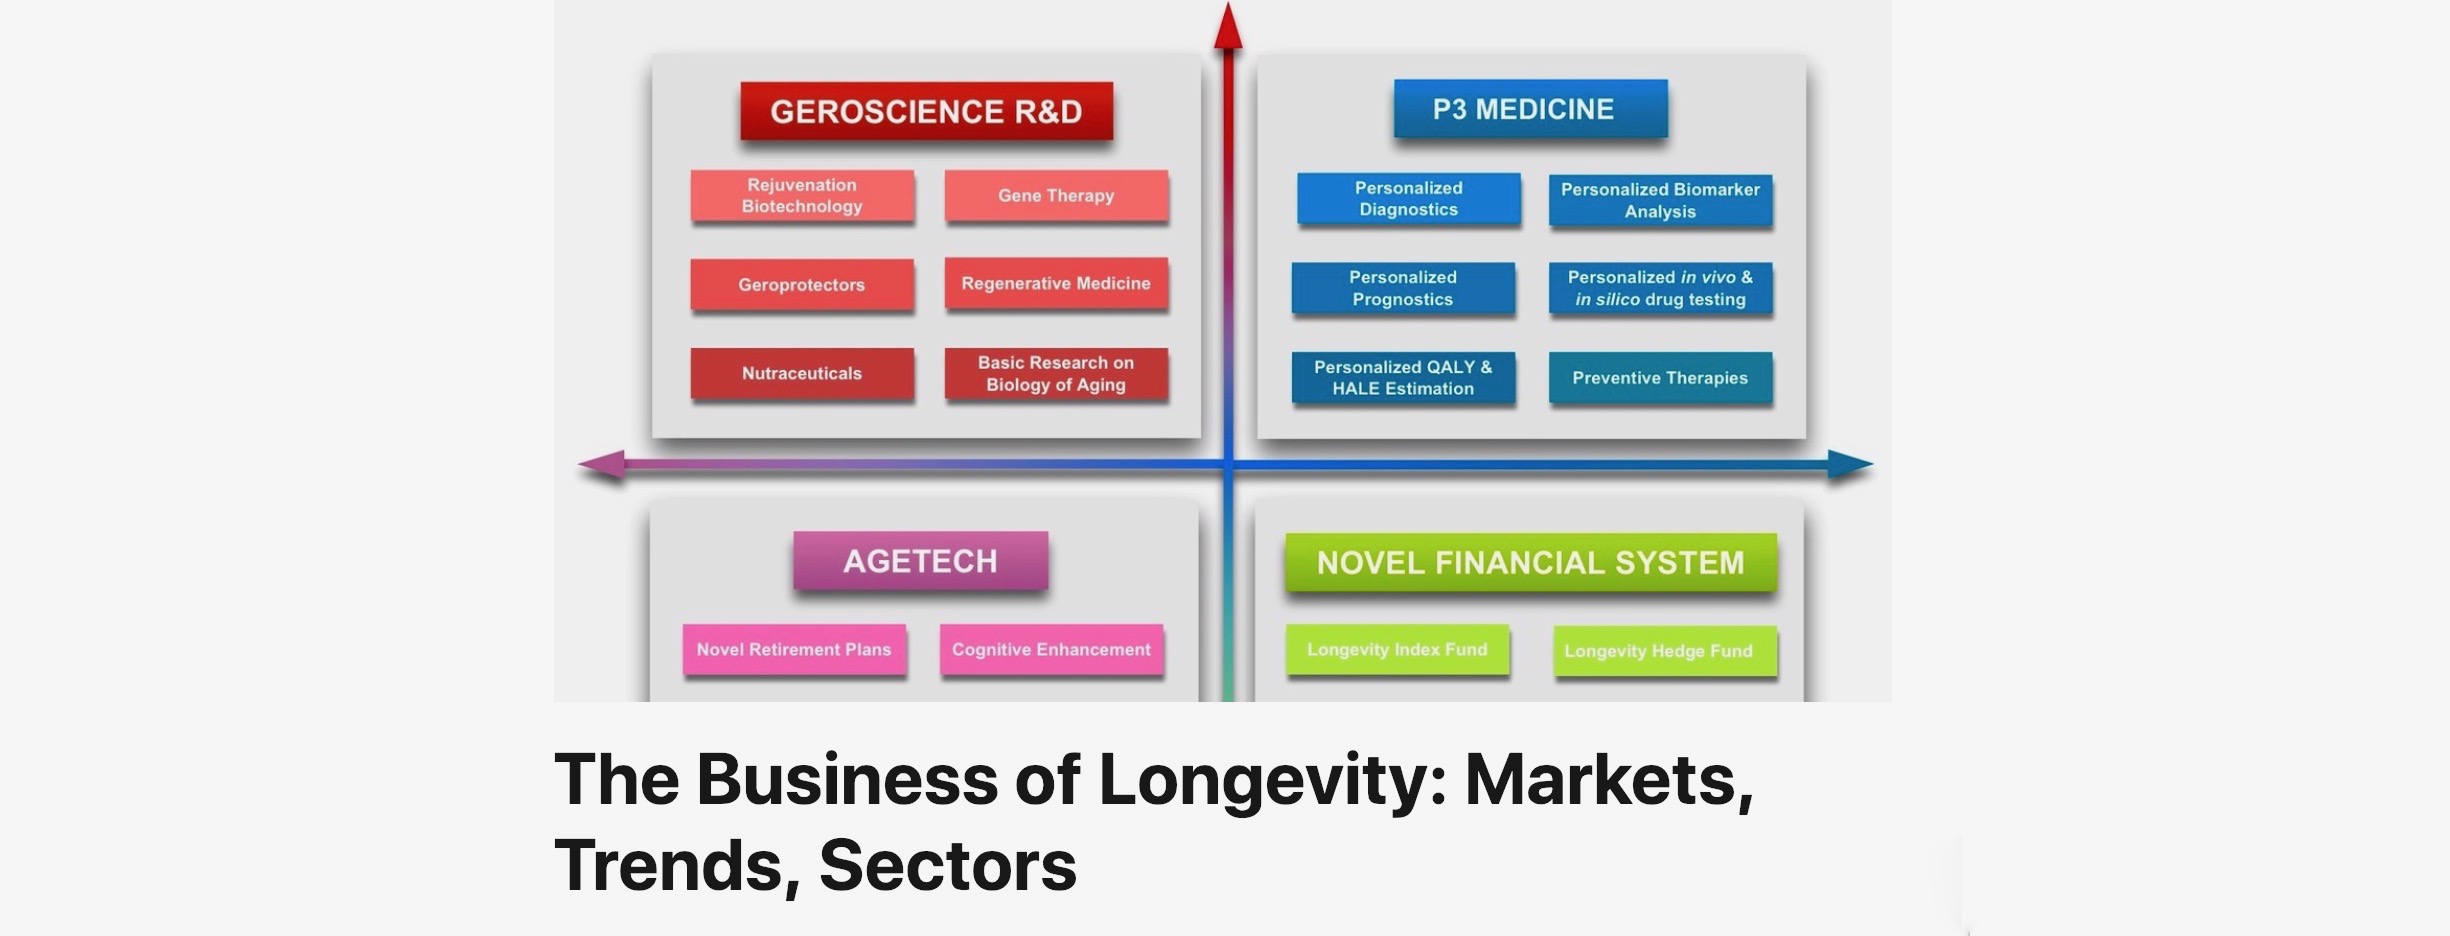 GEROSCIENCE R&D
Rejuvenation
Biotechnology
Gene Therapy
Geroprotectors
Regenerative Medicine
Nutraceuticals
Basic Research on
Biology of Aging
P3 MEDICINE
Personalized
Diagnostics
Personalized Biomarker
Analysis
Personalized
Prognostics
Personalized in vivo &
in silico drug testing
Personalized QALY &
HALE Estimation
Preventive Therapies
AGETECH
Novel Retirement Plans
Cognitive Enhancement
NOVEL FINANCIAL SYSTEM
Longevity Index Fund
Longevity Hedge Fund
The Business of Longevity: Markets,
Trends, Sectors